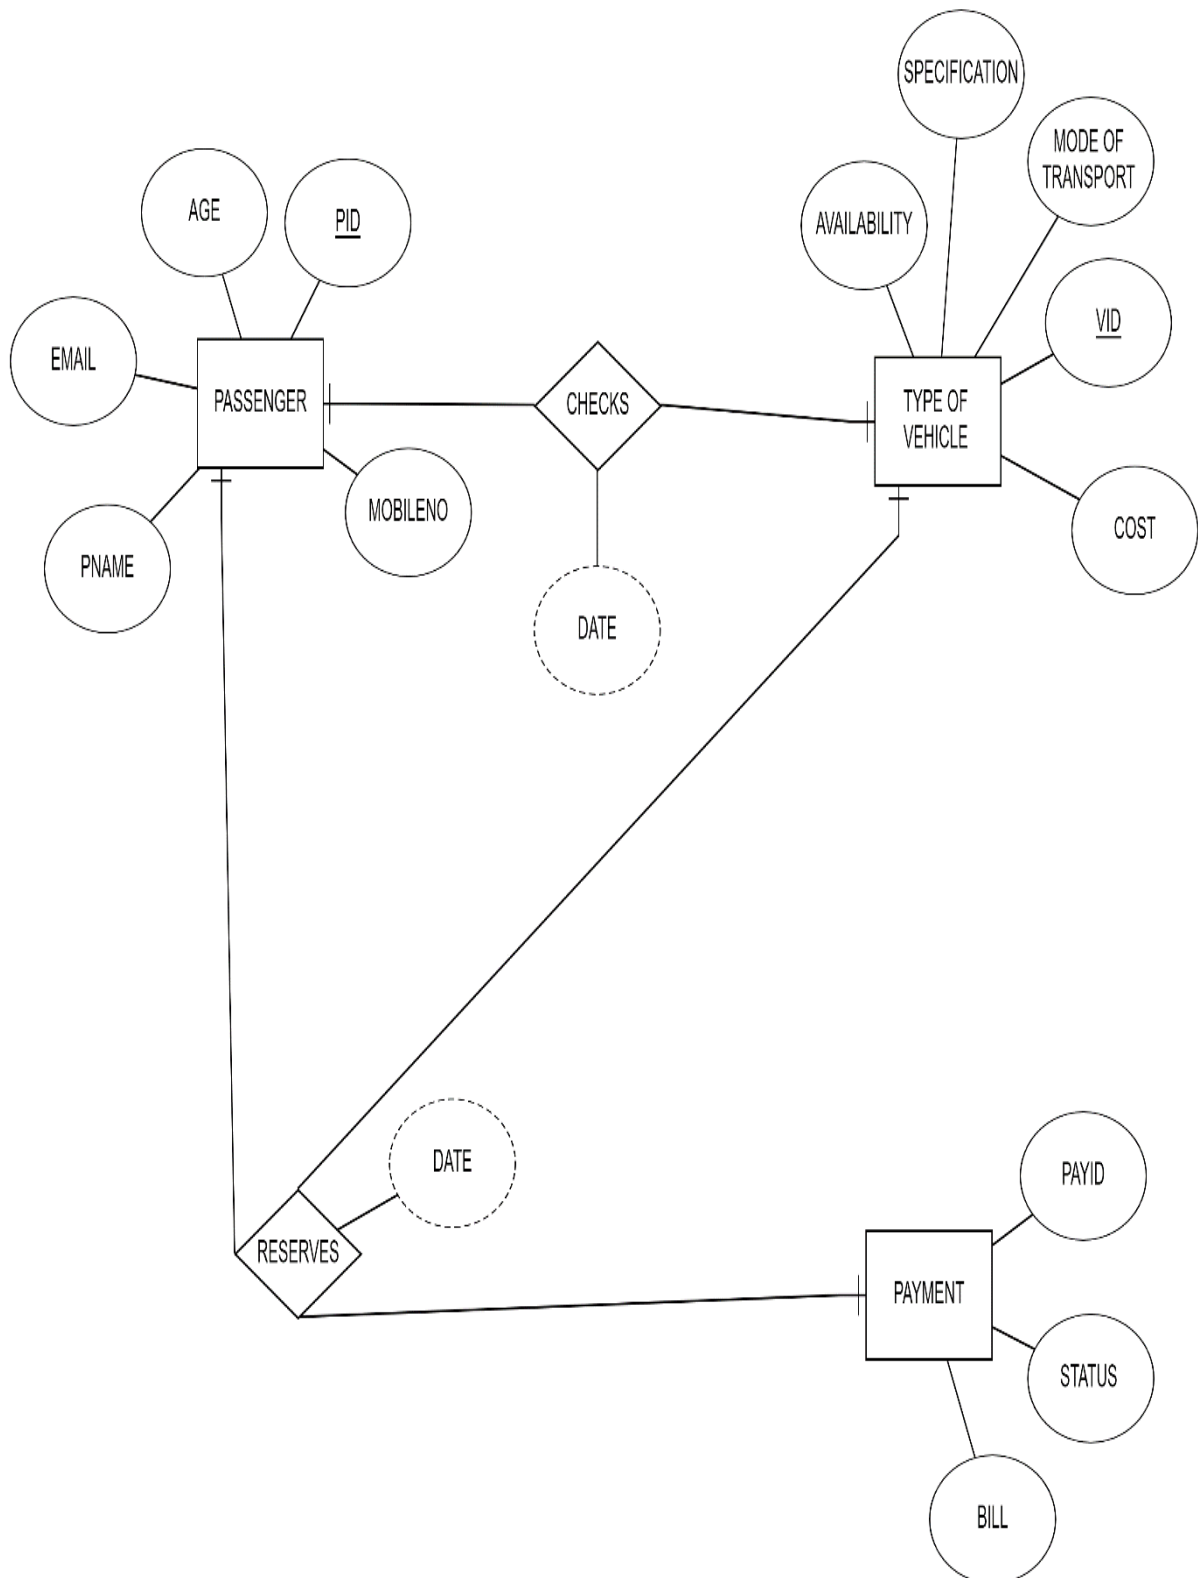 SPECIFICATION
MODE OF
TRANSPORT
AVAILABILITY
AGE
PID
VID
EMAIL
PASSENGER
CHECKS
TYPE OF
VEHICLE
MOBILENO
COST
PNAME
DATE
DATE
PAYID
RESERVES
PAYMENT
STATUS
BILL